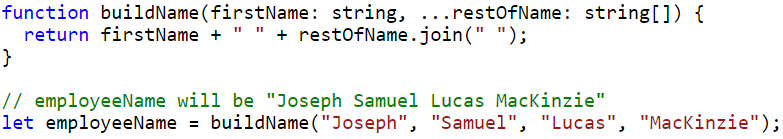 function buildName(firstName: string, ...restOfName: string[]) {
  return firstName + " " + restOfName.join(" ");
}

// employeeName will be "Joseph Samuel Lucas MacKinzie"
let employeeName = buildName("Joseph", "Samuel", "Lucas", "MacKinzie");